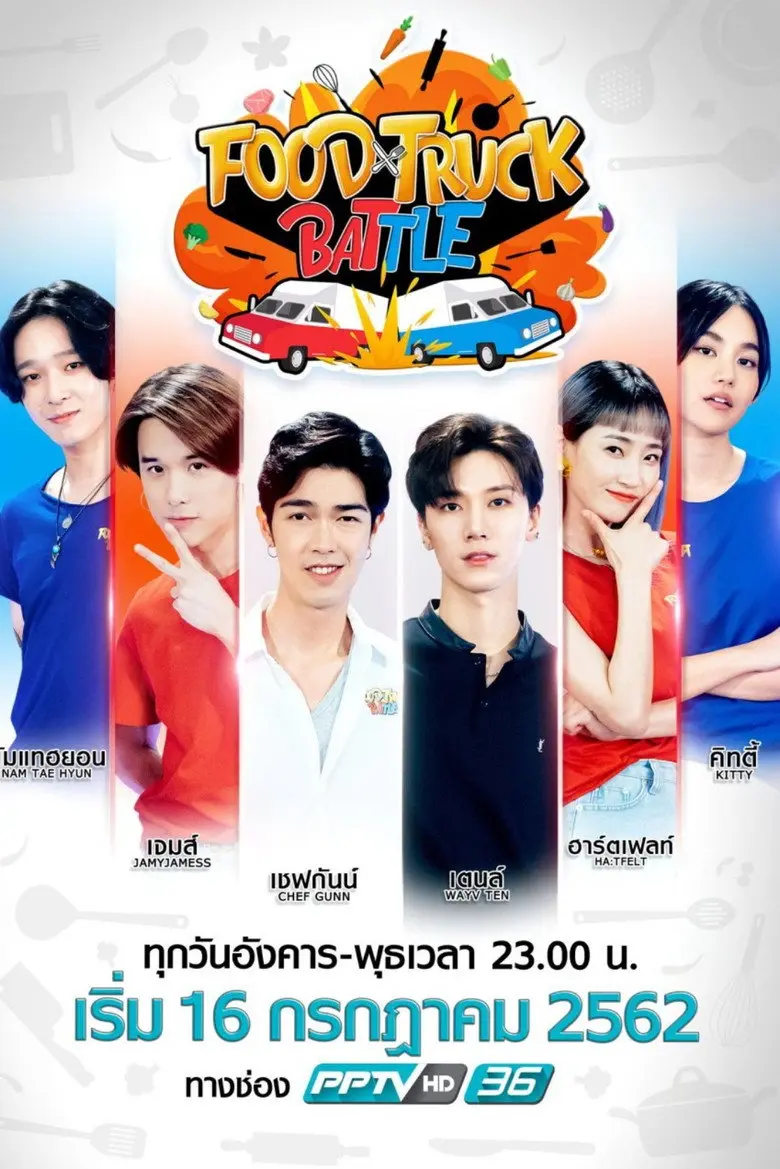 FOOD TRUCK
BATTLE
ัมแทฮยอน
NAM TAE HYUN
เจมส์
JAMYJAMESS
เชฟกันน์
CHEF GUNN
เตนล์
WAYV TEN
ฮาร์ตเฟลท์
HA:TFELT
คิทตี้
KITTY
ทุกวันอังคาร-พุธเวลา 23.00 น.
เริ่ม 16 กรกฎาคม 2562
ทางช่อง PPTV HD 36